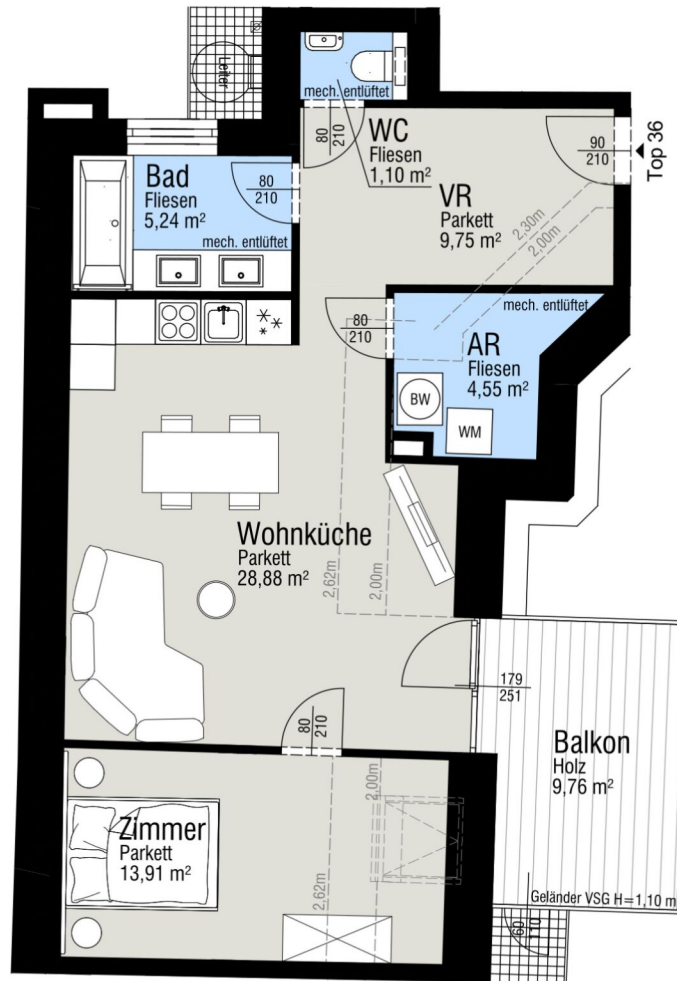 Leiter
mech. entlüftet
80
210
WC
Fliesen
1,10 m²
90
210
Top 36
Bad
Fliesen
5,24 m²
mech. entlüftet
80
210
VR
Parkett
9,75 m²
2,30m
2,00m
mech. entlüftet
80
210
AR
Fliesen
4,55 m²
BW
WM
Wohnküche
Parkett
28,88 m²
2,62m
2,00m
179
251
80
210
Balkon
Holz
9,76 m²
2,00m
Zimmer
Parkett
13,91 m²
2,62m
Geländer VSG H=1,10 m
60
110